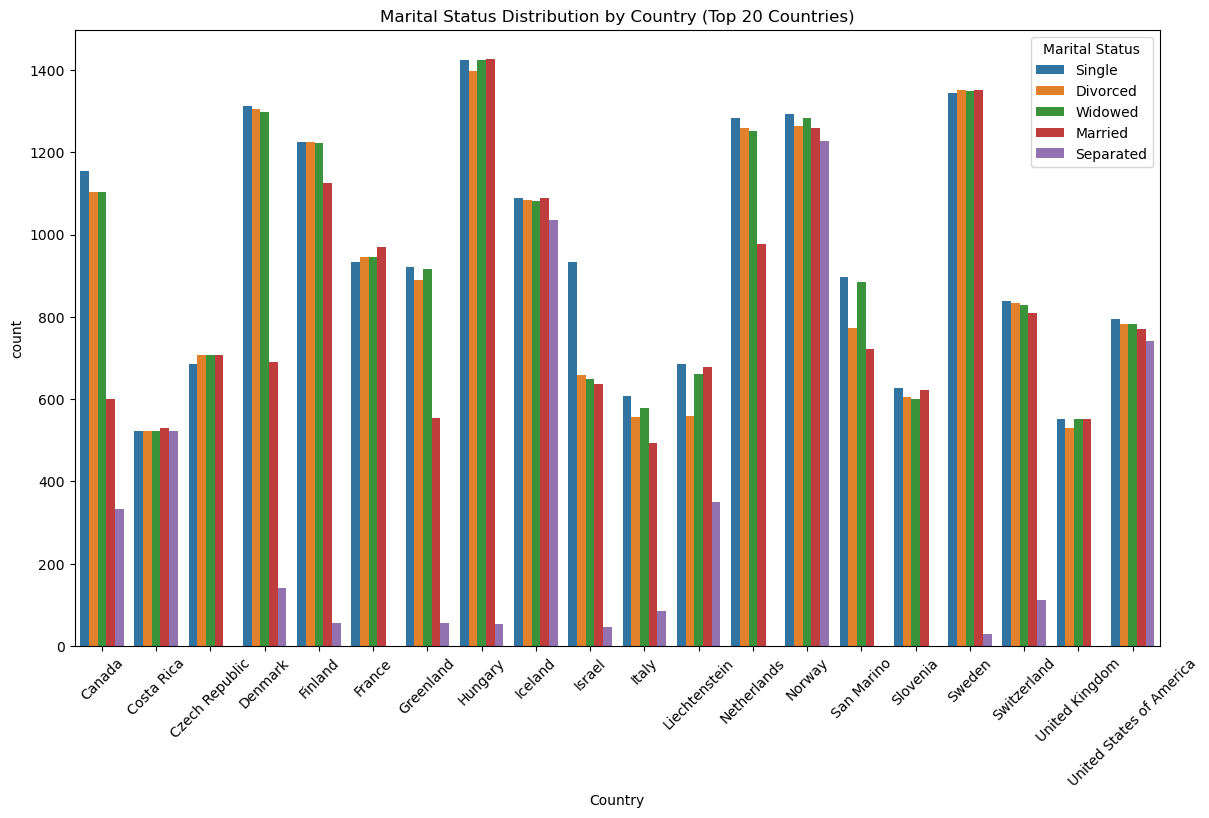 Marital Status Distribution by Country (Top 20 Countries)
Marital Status
Single
Divorced
Widowed
Married
Separated
count
1400
1200
1000
800
600
400
200
0
Canada
Costa Rica
Czech Republic
Denmark
Finland
France
Greenland
Hungary
Iceland
Israel
Italy
Liechtenstein
Netherlands
Norway
San Marino
Slovenia
Sweden
Switzerland
United Kingdom
United States of America
Country